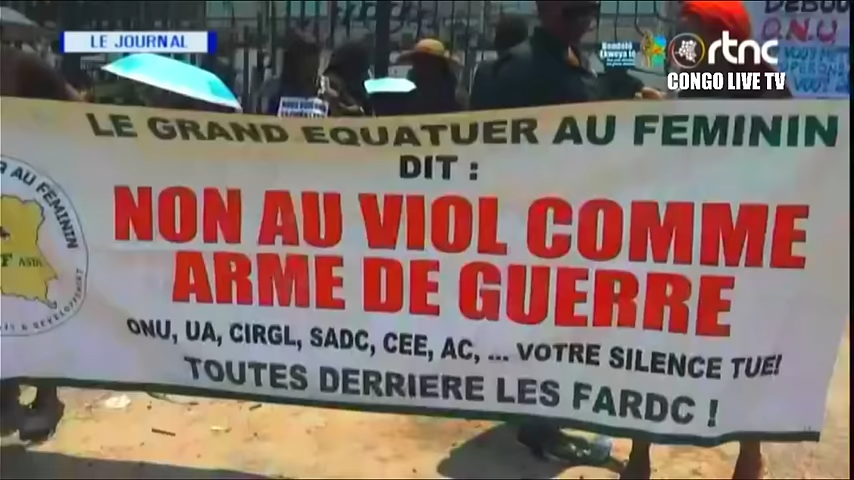 LE JOURNAL
rtnc
CONGO LIVE TV
DEBOU
O.N.U
LE GRAND EQUATUER AU FEMININ
DIT :
NON AU VIOL COMME
ARME DE GUERRE
ONU, UA, CIRGL, SADC, CEE, AC, ... VOTRE SILENCE TUE!
TOUTES DERRIERE LES FARDC !
AU FEMININ